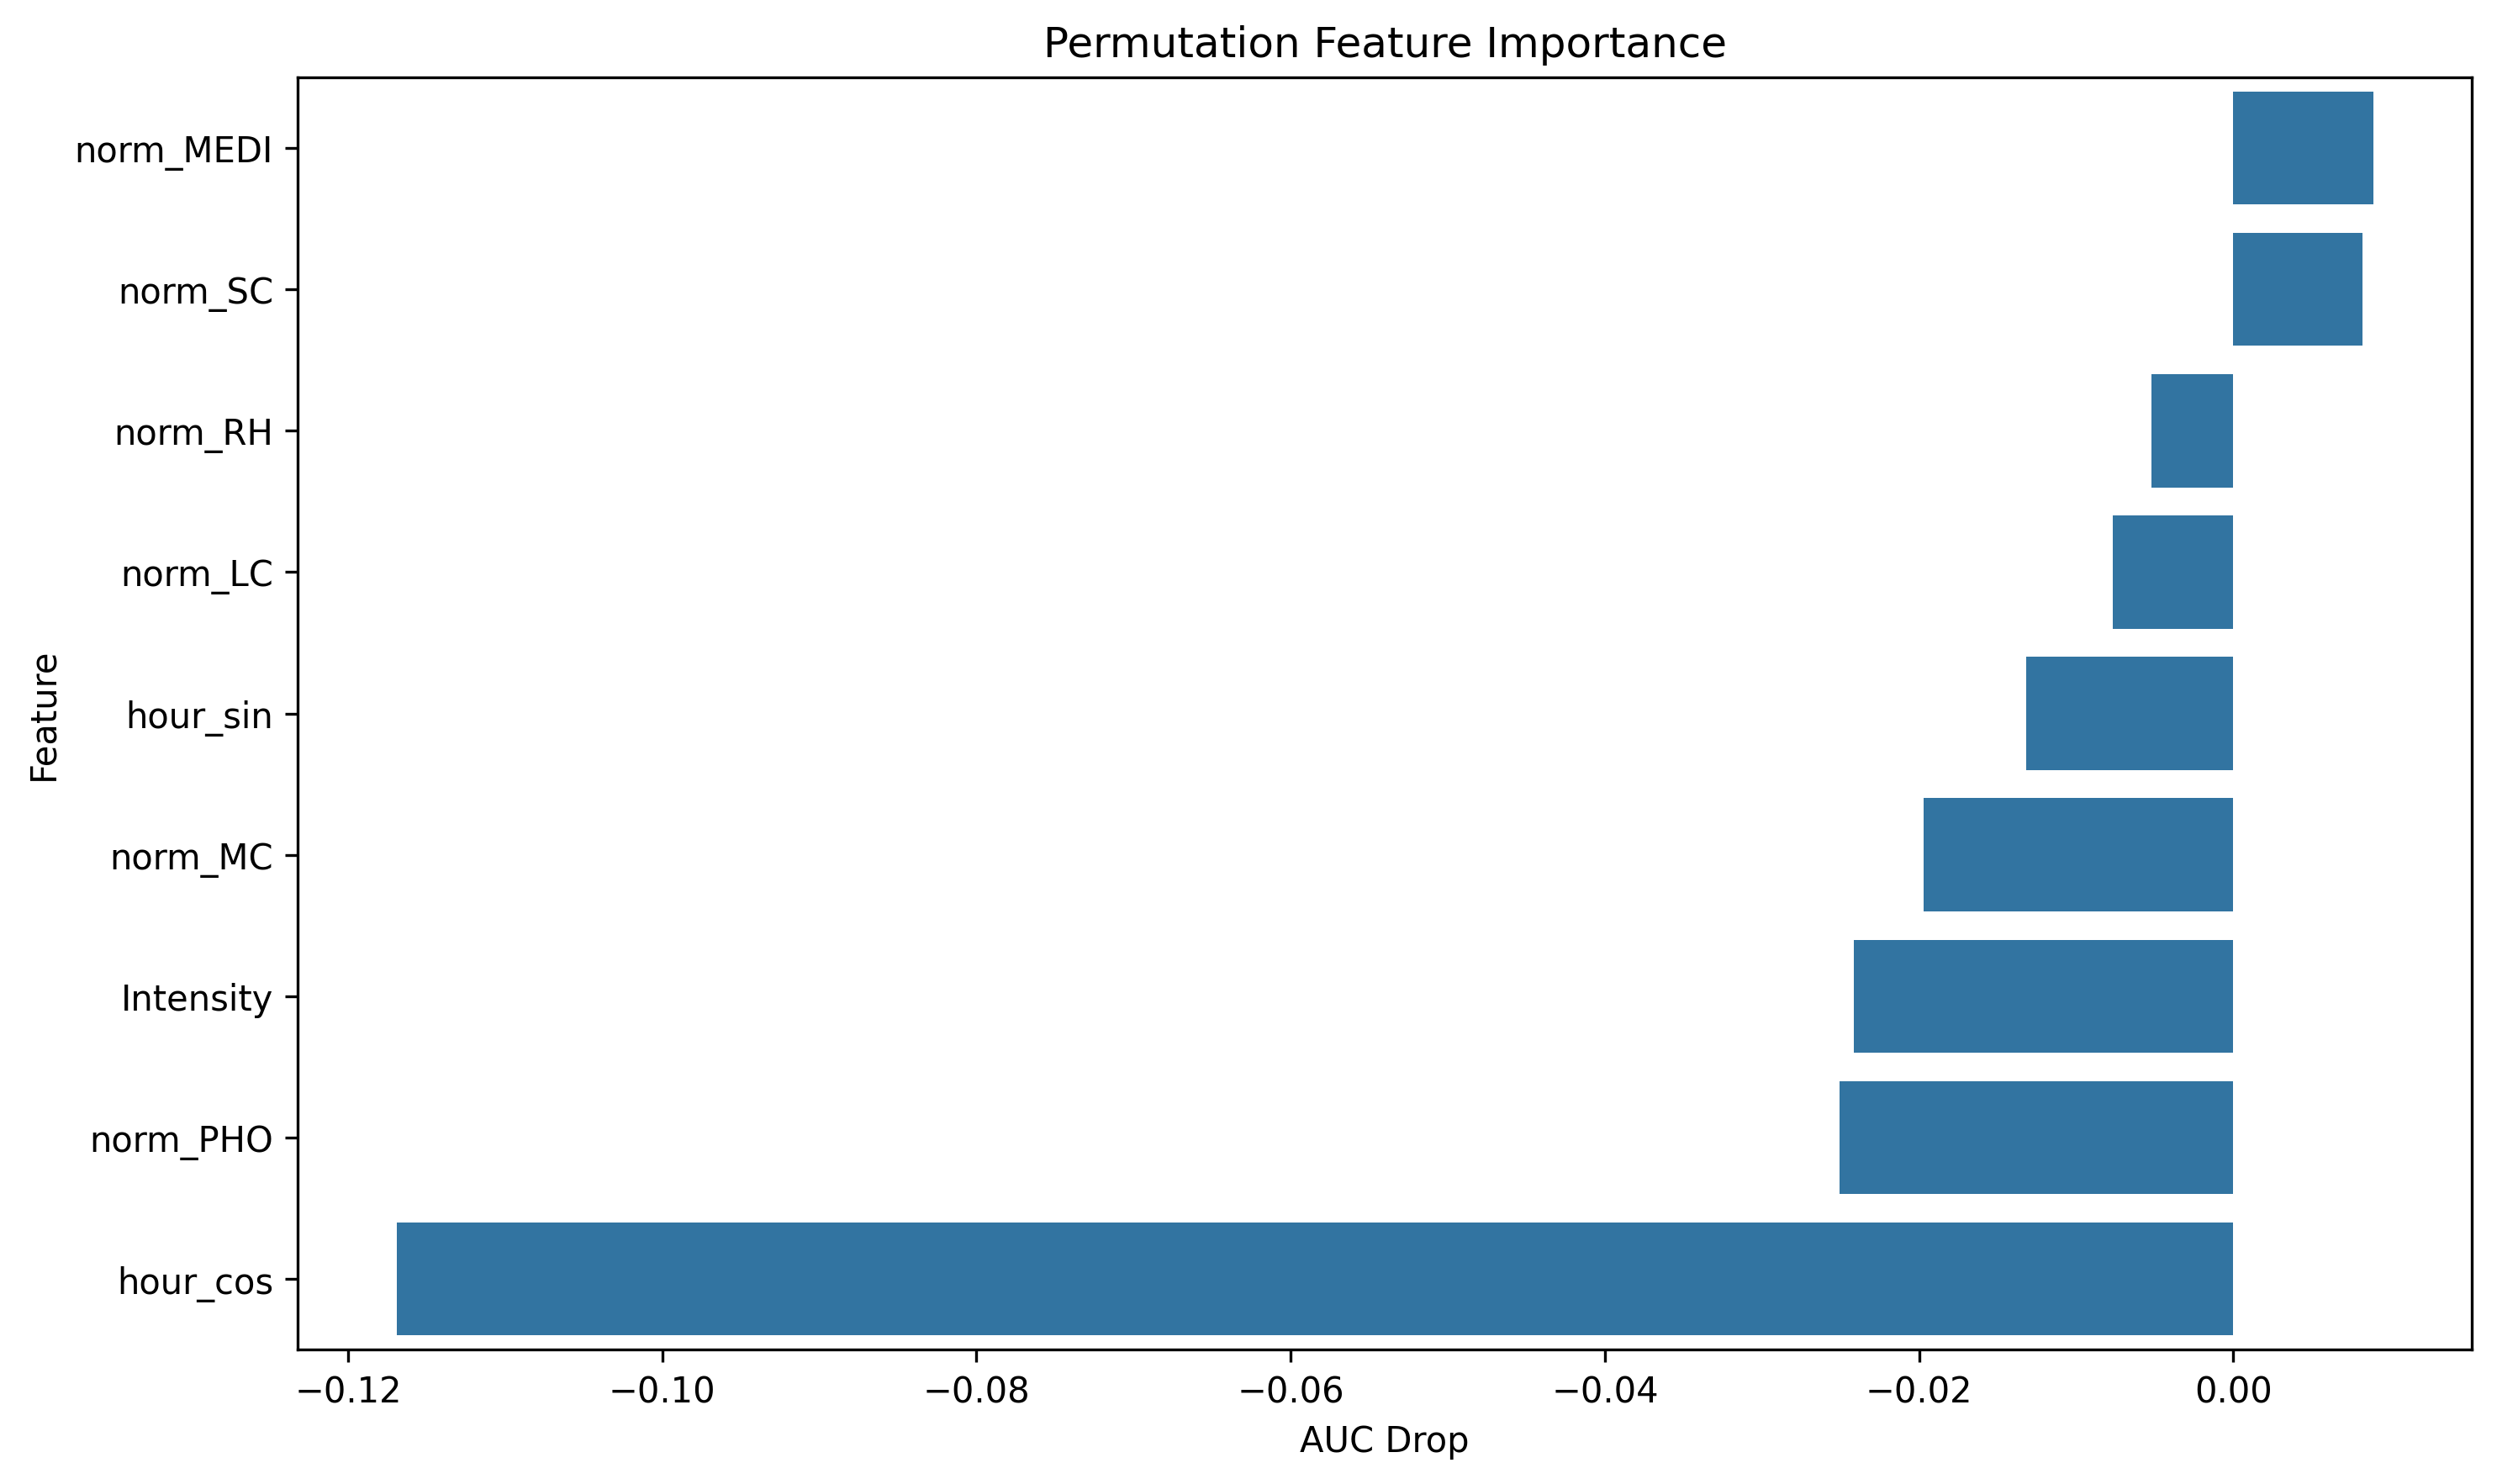 Permutation Feature Importance
norm_MEDI
norm_SC
norm_RH
norm_LC
hour_sin
norm_MC
Intensity
norm_PHO
hour_cos
Feature
−0.12
−0.10
−0.08
−0.06
−0.04
−0.02
0.00
AUC Drop